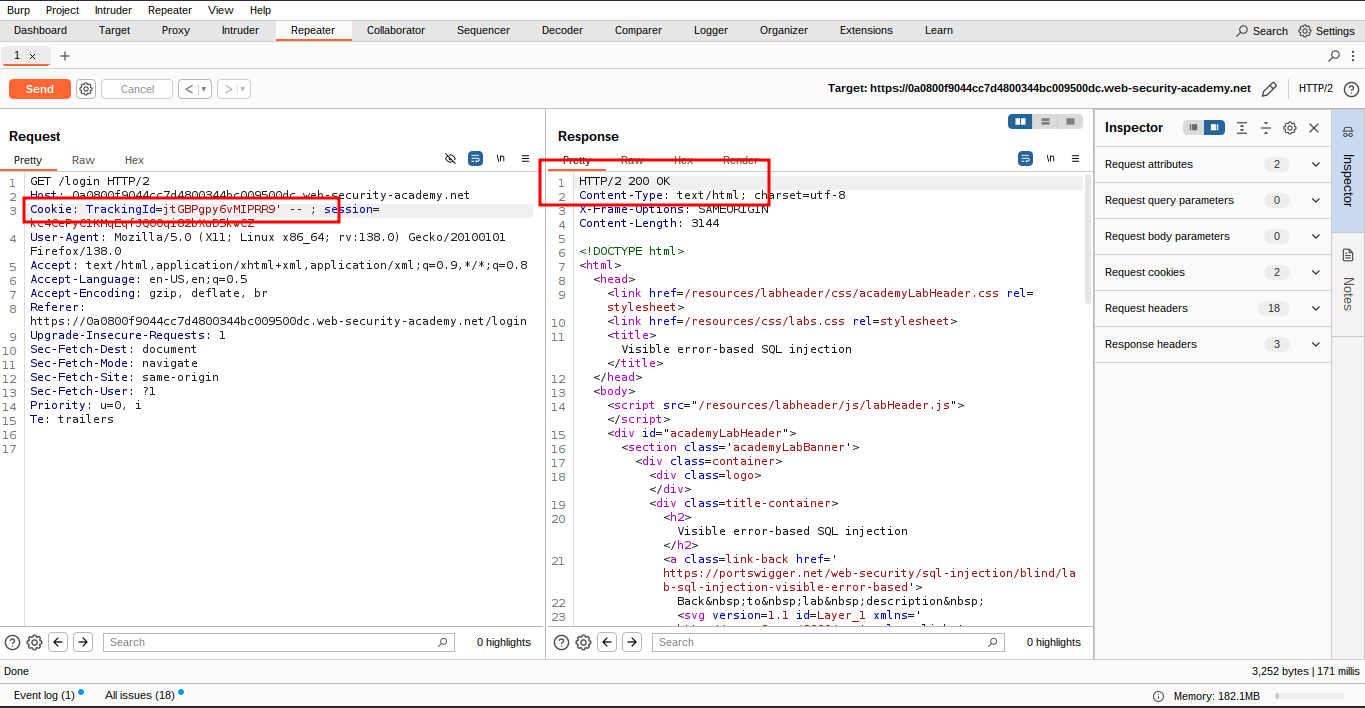 Burp Project Intruder Repeater View Help
Dashboard Target Proxy Intruder Repeater Collaborator Sequencer Decoder Comparer Logger Organizer Extensions Learn Search Settings
1 × +
Send Cancel < > Target: https://0a0800f9044cc7d4800344bc009500dc.web-security-academy.net HTTP/2
Request
Pretty Raw Hex \n
1 GET /login HTTP/2
2 Host: 0a0800f9044cc7d4800344bc009500dc.web-security-academy.net
3 Cookie: TrackingId=jtGBPgpy6vMIPRR9' -- ; session=
4 User-Agent: Mozilla/5.0 (X11; Linux x86_64; rv:138.0) Gecko/20100101
Firefox/138.0
5 Accept: text/html,application/xhtml+xml,application/xml;q=0.9,*/*;q=0.8
6 Accept-Language: en-US,en;q=0.5
7 Accept-Encoding: gzip, deflate, br
8 Referer:
https://0a0800f9044cc7d4800344bc009500dc.web-security-academy.net/login
9 Upgrade-Insecure-Requests: 1
10 Sec-Fetch-Dest: document
11 Sec-Fetch-Mode: navigate
12 Sec-Fetch-Site: same-origin
13 Sec-Fetch-User: ?1
14 Priority: u=0, i
15 Te: trailers
16
17
Search 0 highlights
Response
Pretty Raw Hex Render \n
1 HTTP/2 200 OK
2 Content-Type: text/html; charset=utf-8
3 X-Frame-Options: SAMEORIGIN
4 Content-Length: 3144
5
6 <!DOCTYPE html>
7 <html>
8 <head>
9 <link href=/resources/labheader/css/academyLabHeader.css rel=
stylesheet>
10 <link href=/resources/css/labs.css rel=stylesheet>
11 <title>
Visible error-based SQL injection
</title>
12 </head>
13 <body>
14 <script src="/resources/labheader/js/labHeader.js">
</script>
15 <div id="academyLabHeader">
16 <section class='academyLabBanner'>
17 <div class=container>
18 <div class=logo>
</div>
19 <div class=title-container>
20 <h2>
Visible error-based SQL injection
</h2>
21 <a class=link-back href='
https://portswigger.net/web-security/sql-injection/blind/la
b-sql-injection-visible-error-based'>
22 Back&nbsp;to&nbsp;lab&nbsp;description&nbsp;
23 <svg version=1.1 id=Layer_1 xmlns='
Search 0 highlights
Inspector
Request attributes 2
Request query parameters 0
Request body parameters 0
Request cookies 2
Request headers 18
Response headers 3
Inspector
Notes
Done 3,252 bytes | 171 millis
Event log (1) All issues (18) Memory: 182.1MB